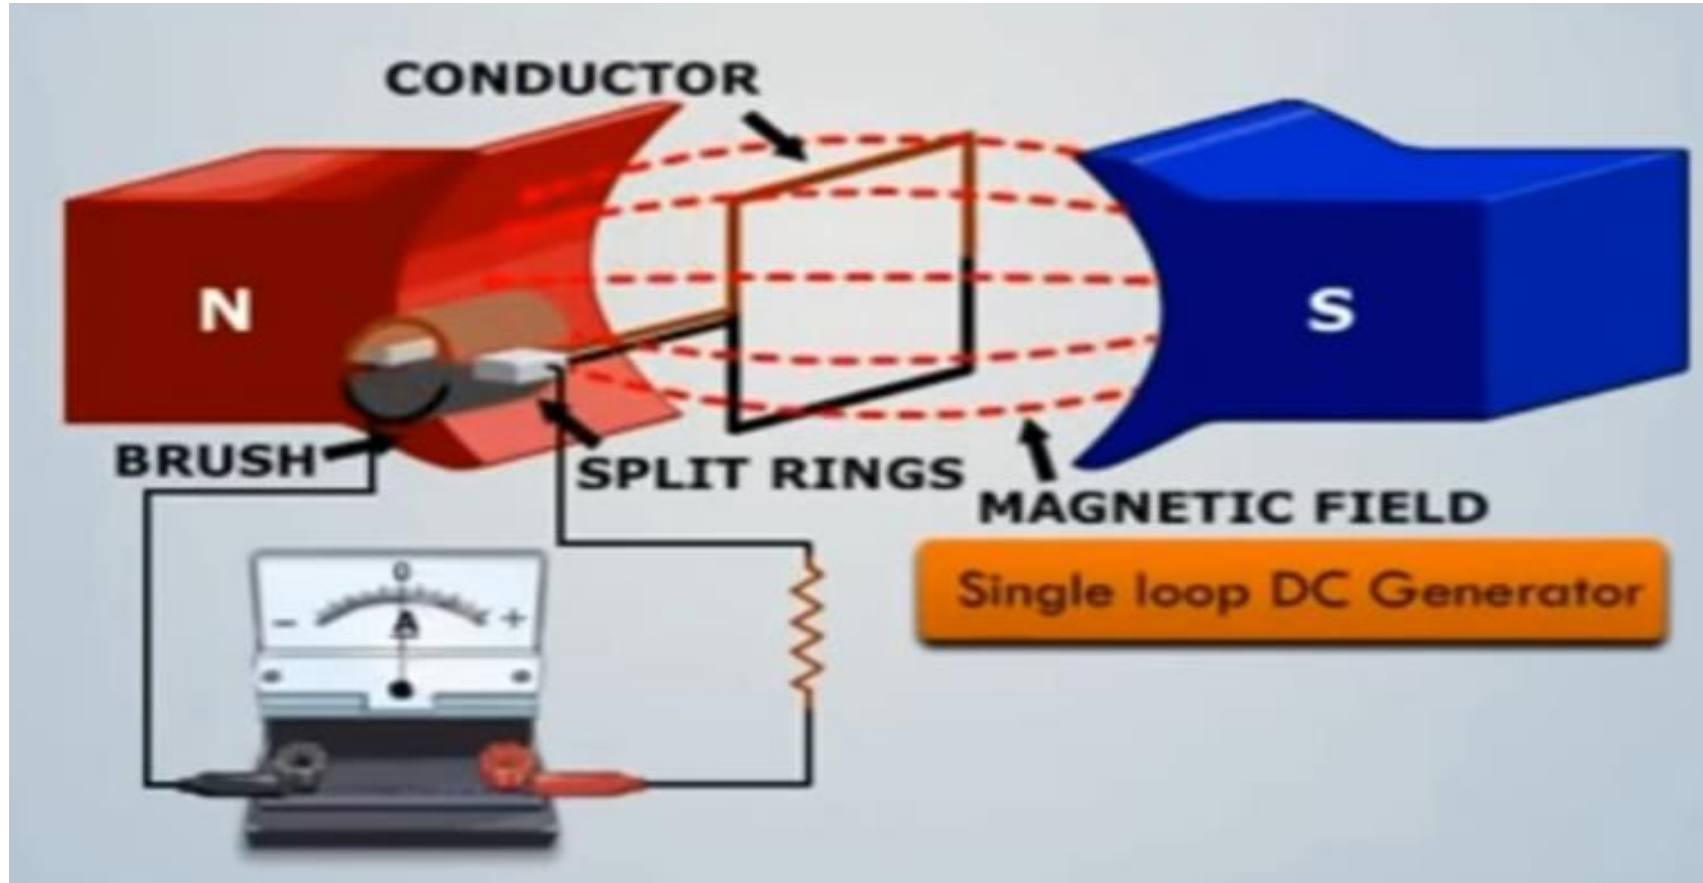 CONDUCTOR
N
S
BRUSH
SPLIT RINGS
MAGNETIC FIELD
Single loop DC Generator
0
- +
A